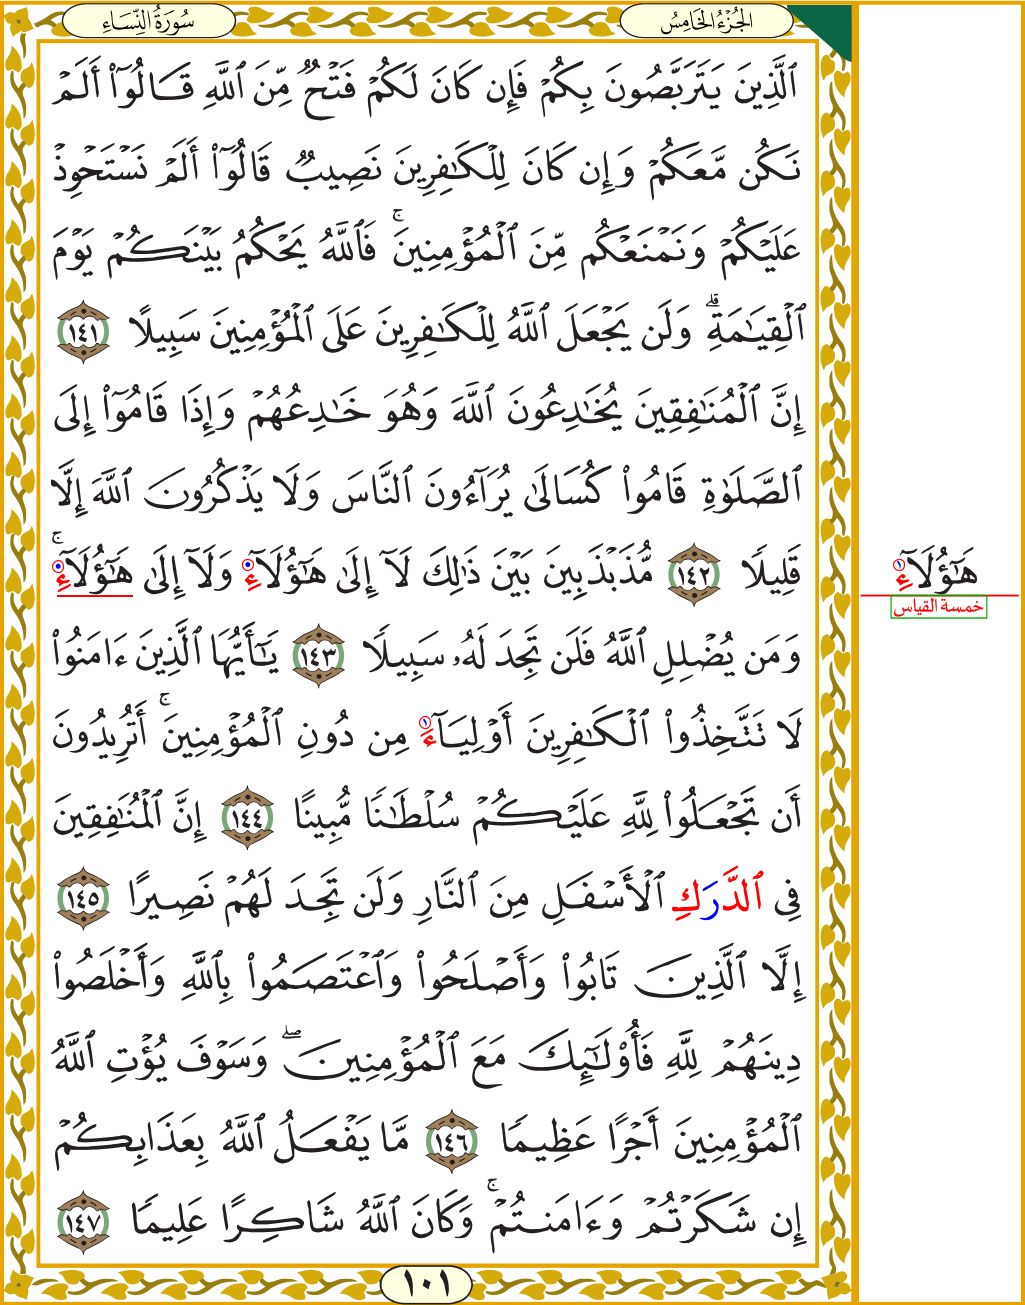 سُورَةُ النِّسَاءِ
الجُزْءُ الخَامِسُ
ٱلَّذِينَ يَتَرَبَّصُونَ بِكُمْ فَإِن كَانَ لَكُمْ فَتْحٌ مِّنَ ٱللَّهِ قَالُوٓا۟ أَلَمْ
نَكُن مَّعَكُمْ وَإِن كَانَ لِلْكَٰفِرِينَ نَصِيبٌ قَالُوٓا۟ أَلَمْ نَسْتَحْوِذْ
عَلَيْكُمْ وَنَمْنَعْكُم مِّنَ ٱلْمُؤْمِنِينَ ۚ فَٱللَّهُ يَحْكُمُ بَيْنَكُمْ يَوْمَ
ٱلْقِيَٰمَةِ ۗ وَلَن يَجْعَلَ ٱللَّهُ لِلْكَٰفِرِينَ عَلَى ٱلْمُؤْمِنِينَ سَبِيلًا ١٤١
إِنَّ ٱلْمُنَٰفِقِينَ يُخَٰدِعُونَ ٱللَّهَ وَهُوَ خَٰدِعُهُمْ وَإِذَا قَامُوٓا۟ إِلَى
ٱلصَّلَوٰةِ قَامُوا۟ كُسَالَىٰ يُرَآءُونَ ٱلنَّاسَ وَلَا يَذْكُرُونَ ٱللَّهَ إِلَّا
قَلِيلًا ١٤٢ مُّذَبْذَبِينَ بَيْنَ ذَٰلِكَ لَآ إِلَىٰ هَٰٓؤُلَآءِ وَلَآ إِلَىٰ هَٰٓؤُلَآءِ ۚ
وَمَن يُضْلِلِ ٱللَّهُ فَلَن تَجِدَ لَهُۥ سَبِيلًا ١٤٣ يَٰٓأَيُّهَا ٱلَّذِينَ ءَامَنُوا۟
لَا تَتَّخِذُوا۟ ٱلْكَٰفِرِينَ أَوْلِيَآءَ مِن دُونِ ٱلْمُؤْمِنِينَ ۚ أَتُرِيدُونَ
أَن تَجْعَلُوا۟ لِلَّهِ عَلَيْكُمْ سُلْطَٰنًا مُّبِينًا ١٤٤ إِنَّ ٱلْمُنَٰفِقِينَ
فِى ٱلدَّرَكِ ٱلْأَسْفَلِ مِنَ ٱلنَّارِ وَلَن تَجِدَ لَهُمْ نَصِيرًا ١٤٥
إِلَّا ٱلَّذِينَ تَابُوا۟ وَأَصْلَحُوا۟ وَٱعْتَصَمُوا۟ بِٱللَّهِ وَأَخْلَصُوا۟
دِينَهُمْ لِلَّهِ فَأُو۟لَٰٓئِكَ مَعَ ٱلْمُؤْمِنِينَ ۖ وَسَوْفَ يُؤْتِ ٱللَّهُ
ٱلْمُؤْمِنِينَ أَجْرًا عَظِيمًا ١٤٦ مَّا يَفْعَلُ ٱللَّهُ بِعَذَابِكُمْ
إِن شَكَرْتُمْ وَءَامَنتُمْ ۚ وَكَانَ ٱللَّهُ شَاكِرًا عَلِيمًا ١٤٧
١٠١
هَٰٓؤُلَآءِ
خمسة القياس